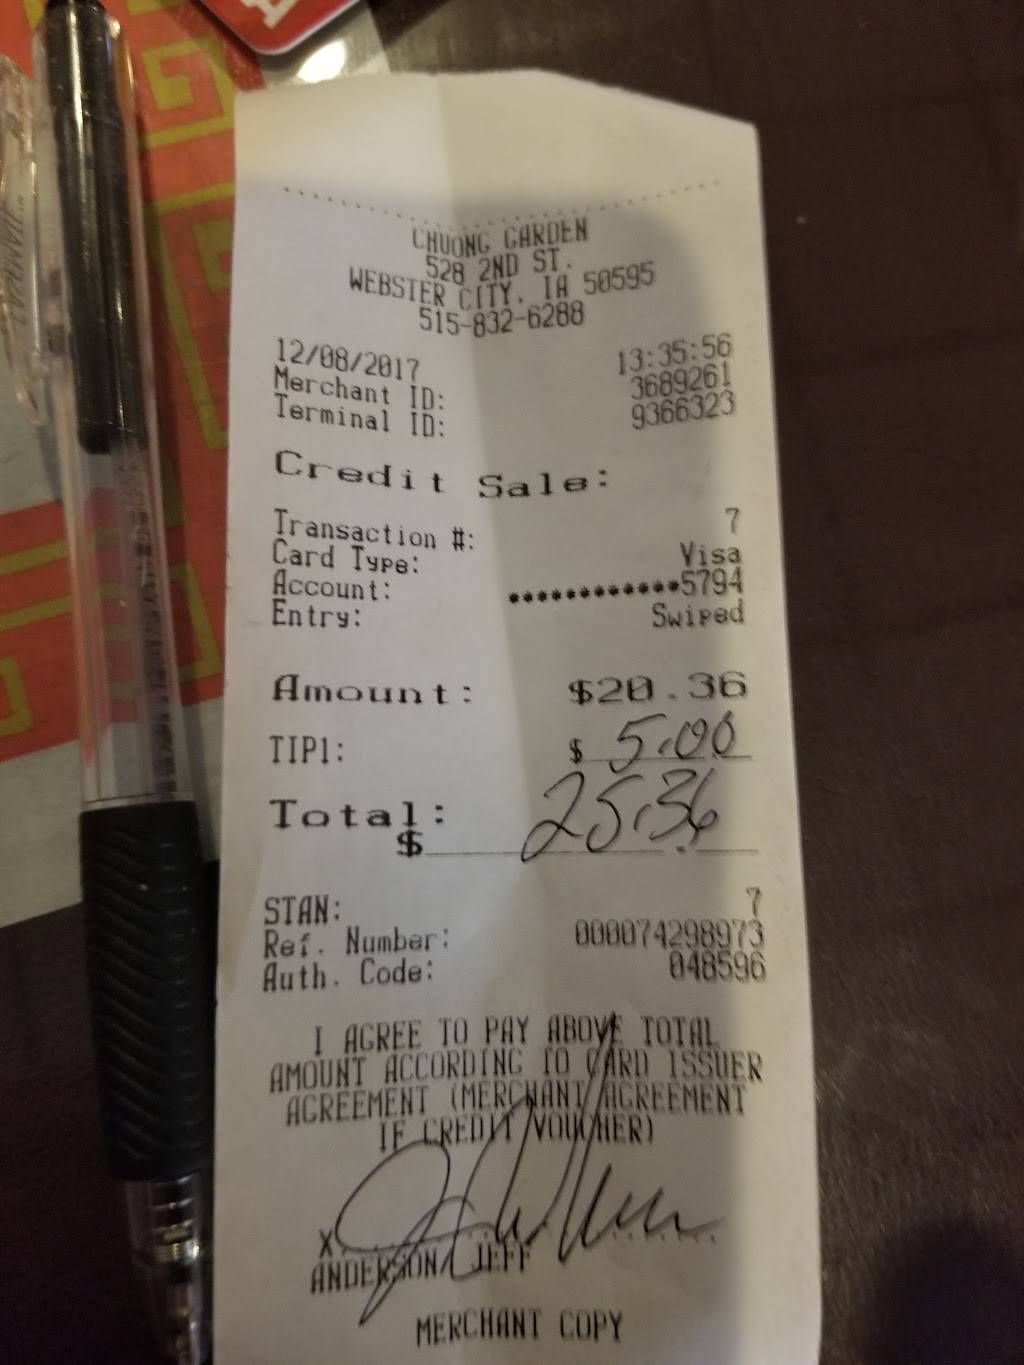 CHUONG GARDEN
528 2ND ST.
WEBSTER CITY, IA 50595
515-832-6288
12/08/2017 13:35:56
Merchant ID: 3689261
Terminal ID: 9366323
Credit Sale:
Transaction #: 7
Card Type: Visa
Account: ************5794
Entry: Swiped
Amount: $20.36
TIP1: $ 5.00
Total: 25.36
$
STAN: 7
Ref. Number: 000074298973
Auth. Code: 048596
I AGREE TO PAY ABOVE TOTAL
AMOUNT ACCORDING TO CARD ISSUER
AGREEMENT (MERCHANT AGREEMENT
IF CREDIT VOUCHER)
X
ANDERSON/ JEFF
MERCHANT COPY